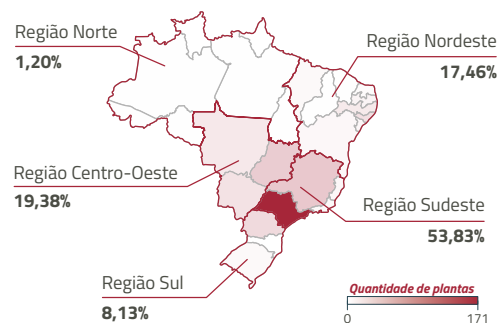 Região Norte
1,20%
Região Nordeste
17,46%
Região Centro-Oeste
19,38%
Região Sudeste
53,83%
Região Sul
8,13%
Quantidade de plantas
0 171